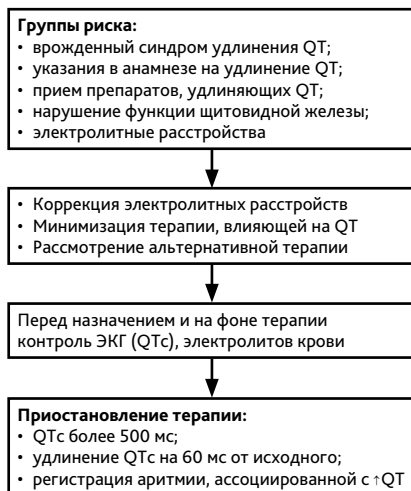 Группы риска:
• врожденный синдром удлинения QT;
• указания в анамнезе на удлинение QT;
• прием препаратов, удлиняющих QT;
• нарушение функции щитовидной железы;
• электролитные расстройства
• Коррекция электролитных расстройств
• Минимизация терапии, влияющей на QT
• Рассмотрение альтернативной терапии
Перед назначением и на фоне терапии
контроль ЭКГ (QTc), электролитов крови
Приостановление терапии:
• QTc более 500 мс;
• удлинение QTc на 60 мс от исходного;
• регистрация аритмии, ассоциированной с ↑QT